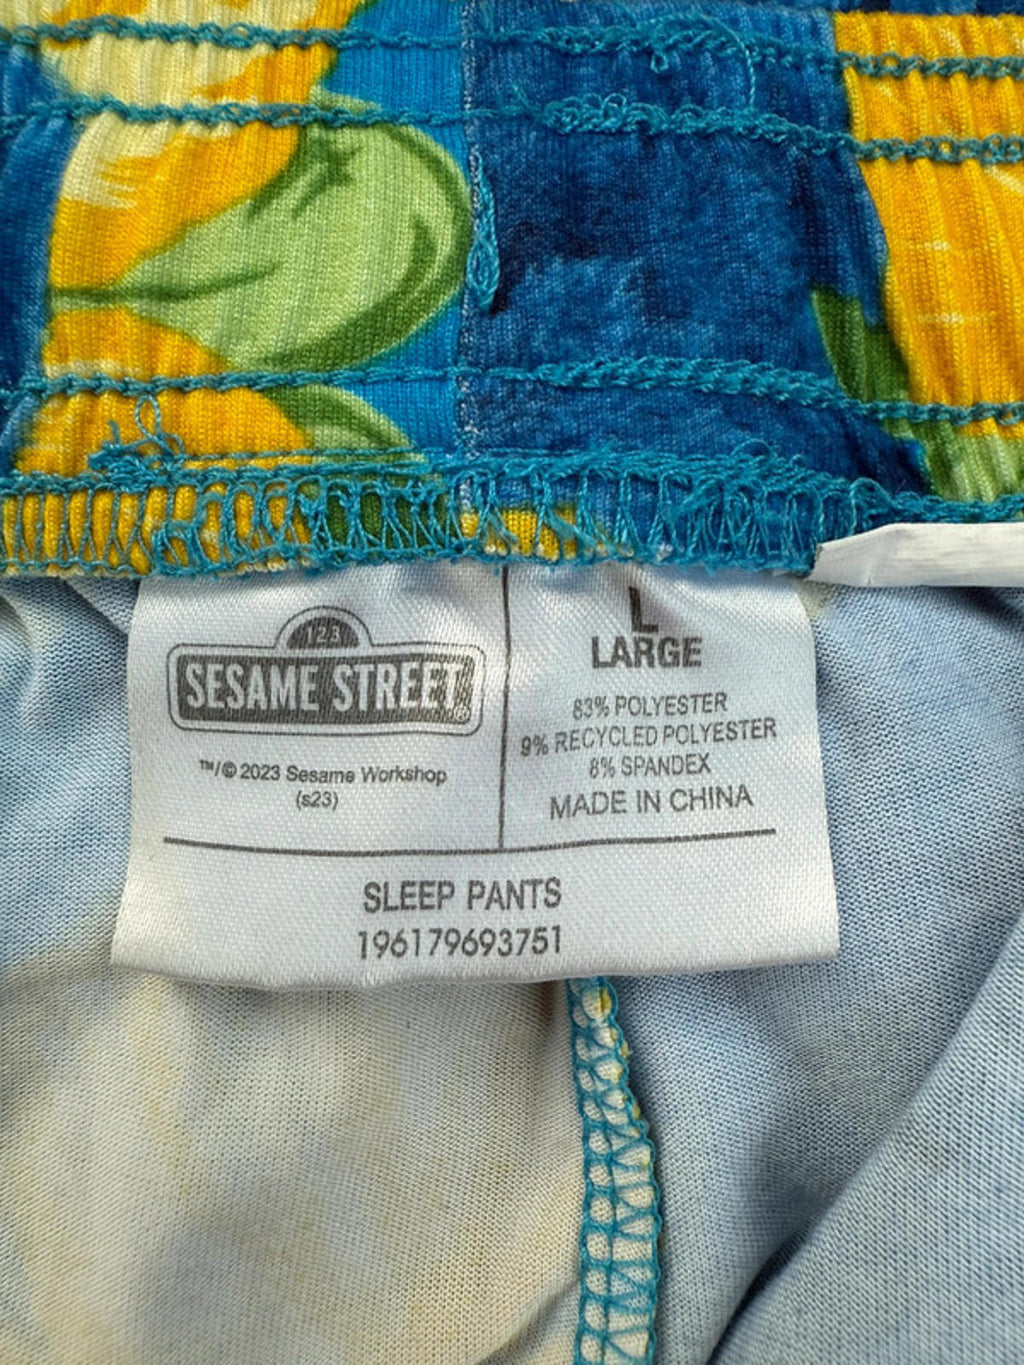 123
SESAME STREET
™/© 2023 Sesame Workshop
(s23)
L
LARGE
83% POLYESTER
9% RECYCLED POLYESTER
8% SPANDEX
MADE IN CHINA
SLEEP PANTS
196179693751